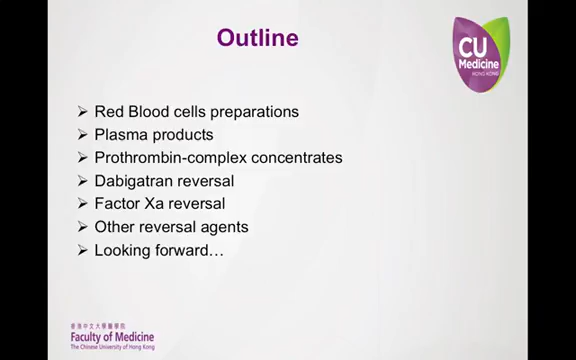 Outline
CU
Medicine
HONG KONG
Red Blood cells preparations
Plasma products
Prothrombin-complex concentrates
Dabigatran reversal
Factor Xa reversal
Other reversal agents
Looking forward…
香港中文大學醫學院
Faculty of Medicine
The Chinese University of Hong Kong